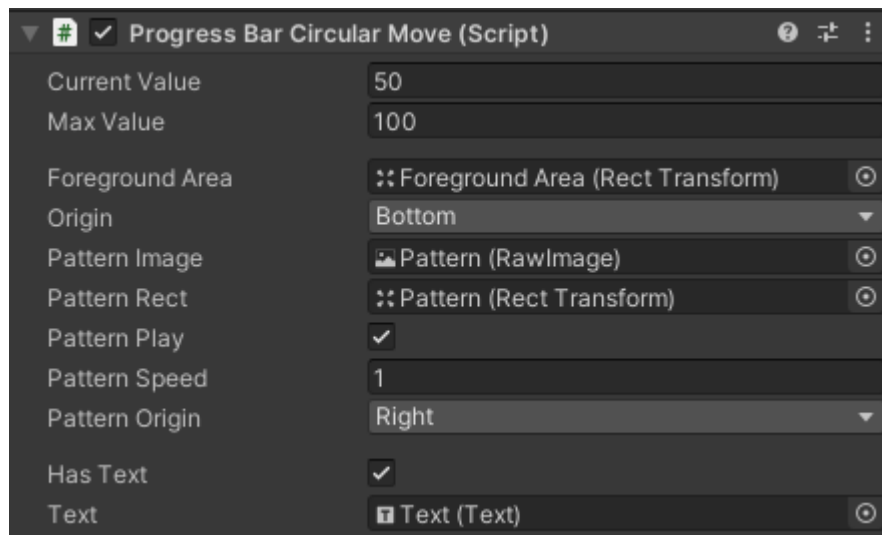 Progress Bar Circular Move (Script)
Current Value 50
Max Value 100
Foreground Area Foreground Area (Rect Transform)
Origin Bottom
Pattern Image Pattern (RawImage)
Pattern Rect Pattern (Rect Transform)
Pattern Play
Pattern Speed 1
Pattern Origin Right
Has Text
Text Text (Text)